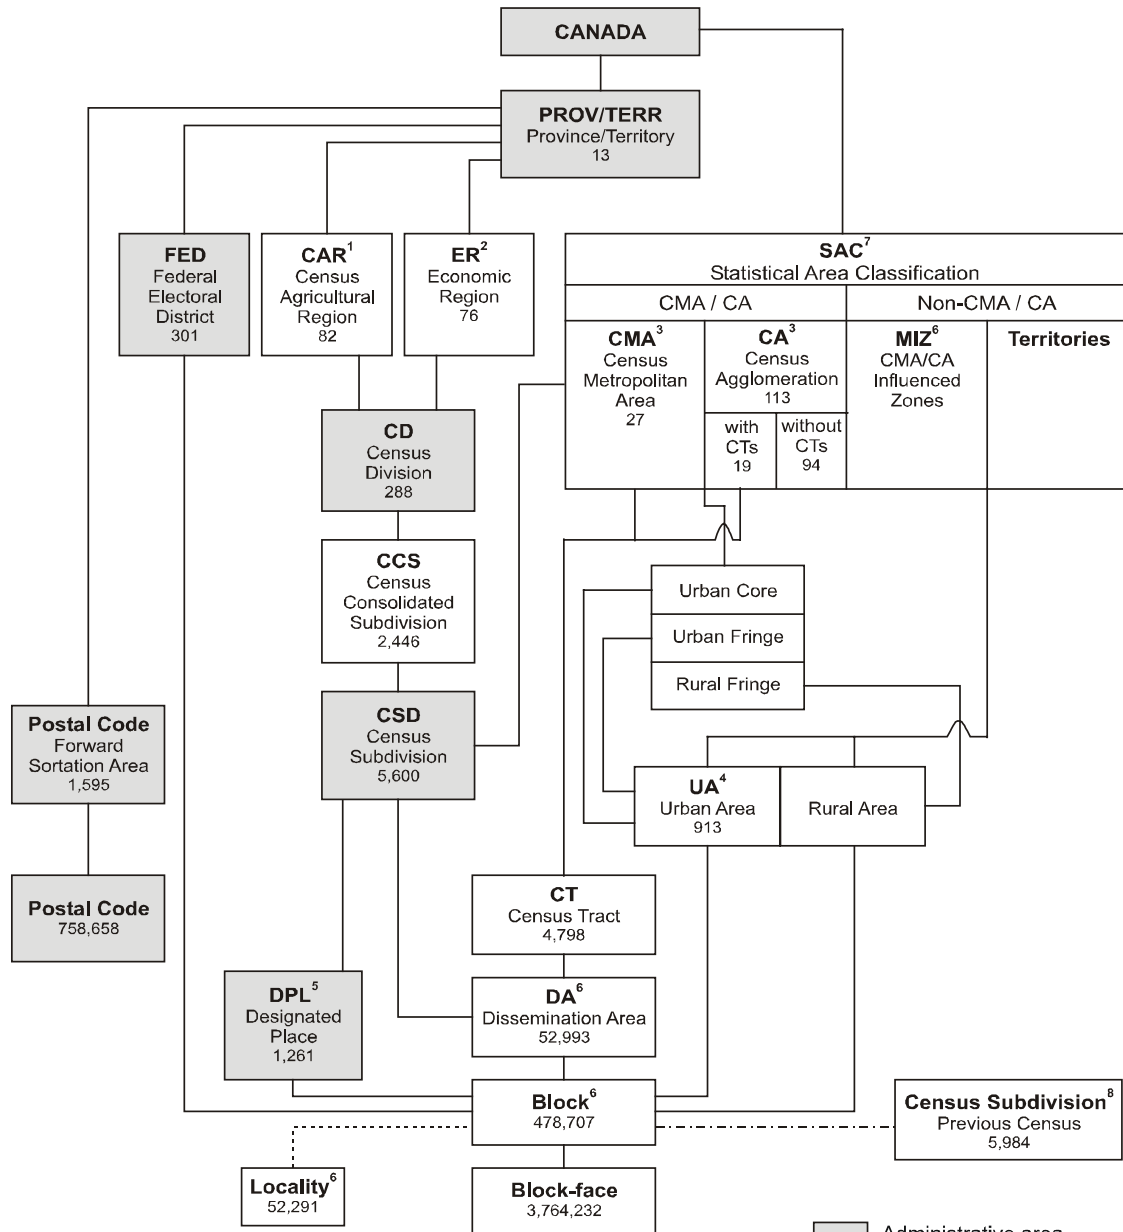 CANADA
PROV/TERR
Province/Territory
13
FED
Federal
Electoral
District
301
CAR1
Census
Agricultural
Region
82
ER2
Economic
Region
76
SAC7
Statistical Area Classification
CMA / CA
Non-CMA / CA
CMA3
Census
Metropolitan
Area
27
CA3
Census
Agglomeration
113
with
CTs
19
without
CTs
94
MIZ6
CMA/CA
Influenced
Zones
Territories
CD
Census
Division
288
CCS
Census
Consolidated
Subdivision
2,446
Urban Core
Urban Fringe
Rural Fringe
CSD
Census
Subdivision
5,600
Postal Code
Forward
Sortation Area
1,595
UA4
Urban Area
913
Rural Area
Postal Code
758,658
CT
Census Tract
4,798
DPL5
Designated
Place
1,261
DA6
Dissemination Area
52,993
Block6
478,707
Census Subdivision8
Previous Census
5,984
Locality6
52,291
Block-face
3,764,232
Administrative area